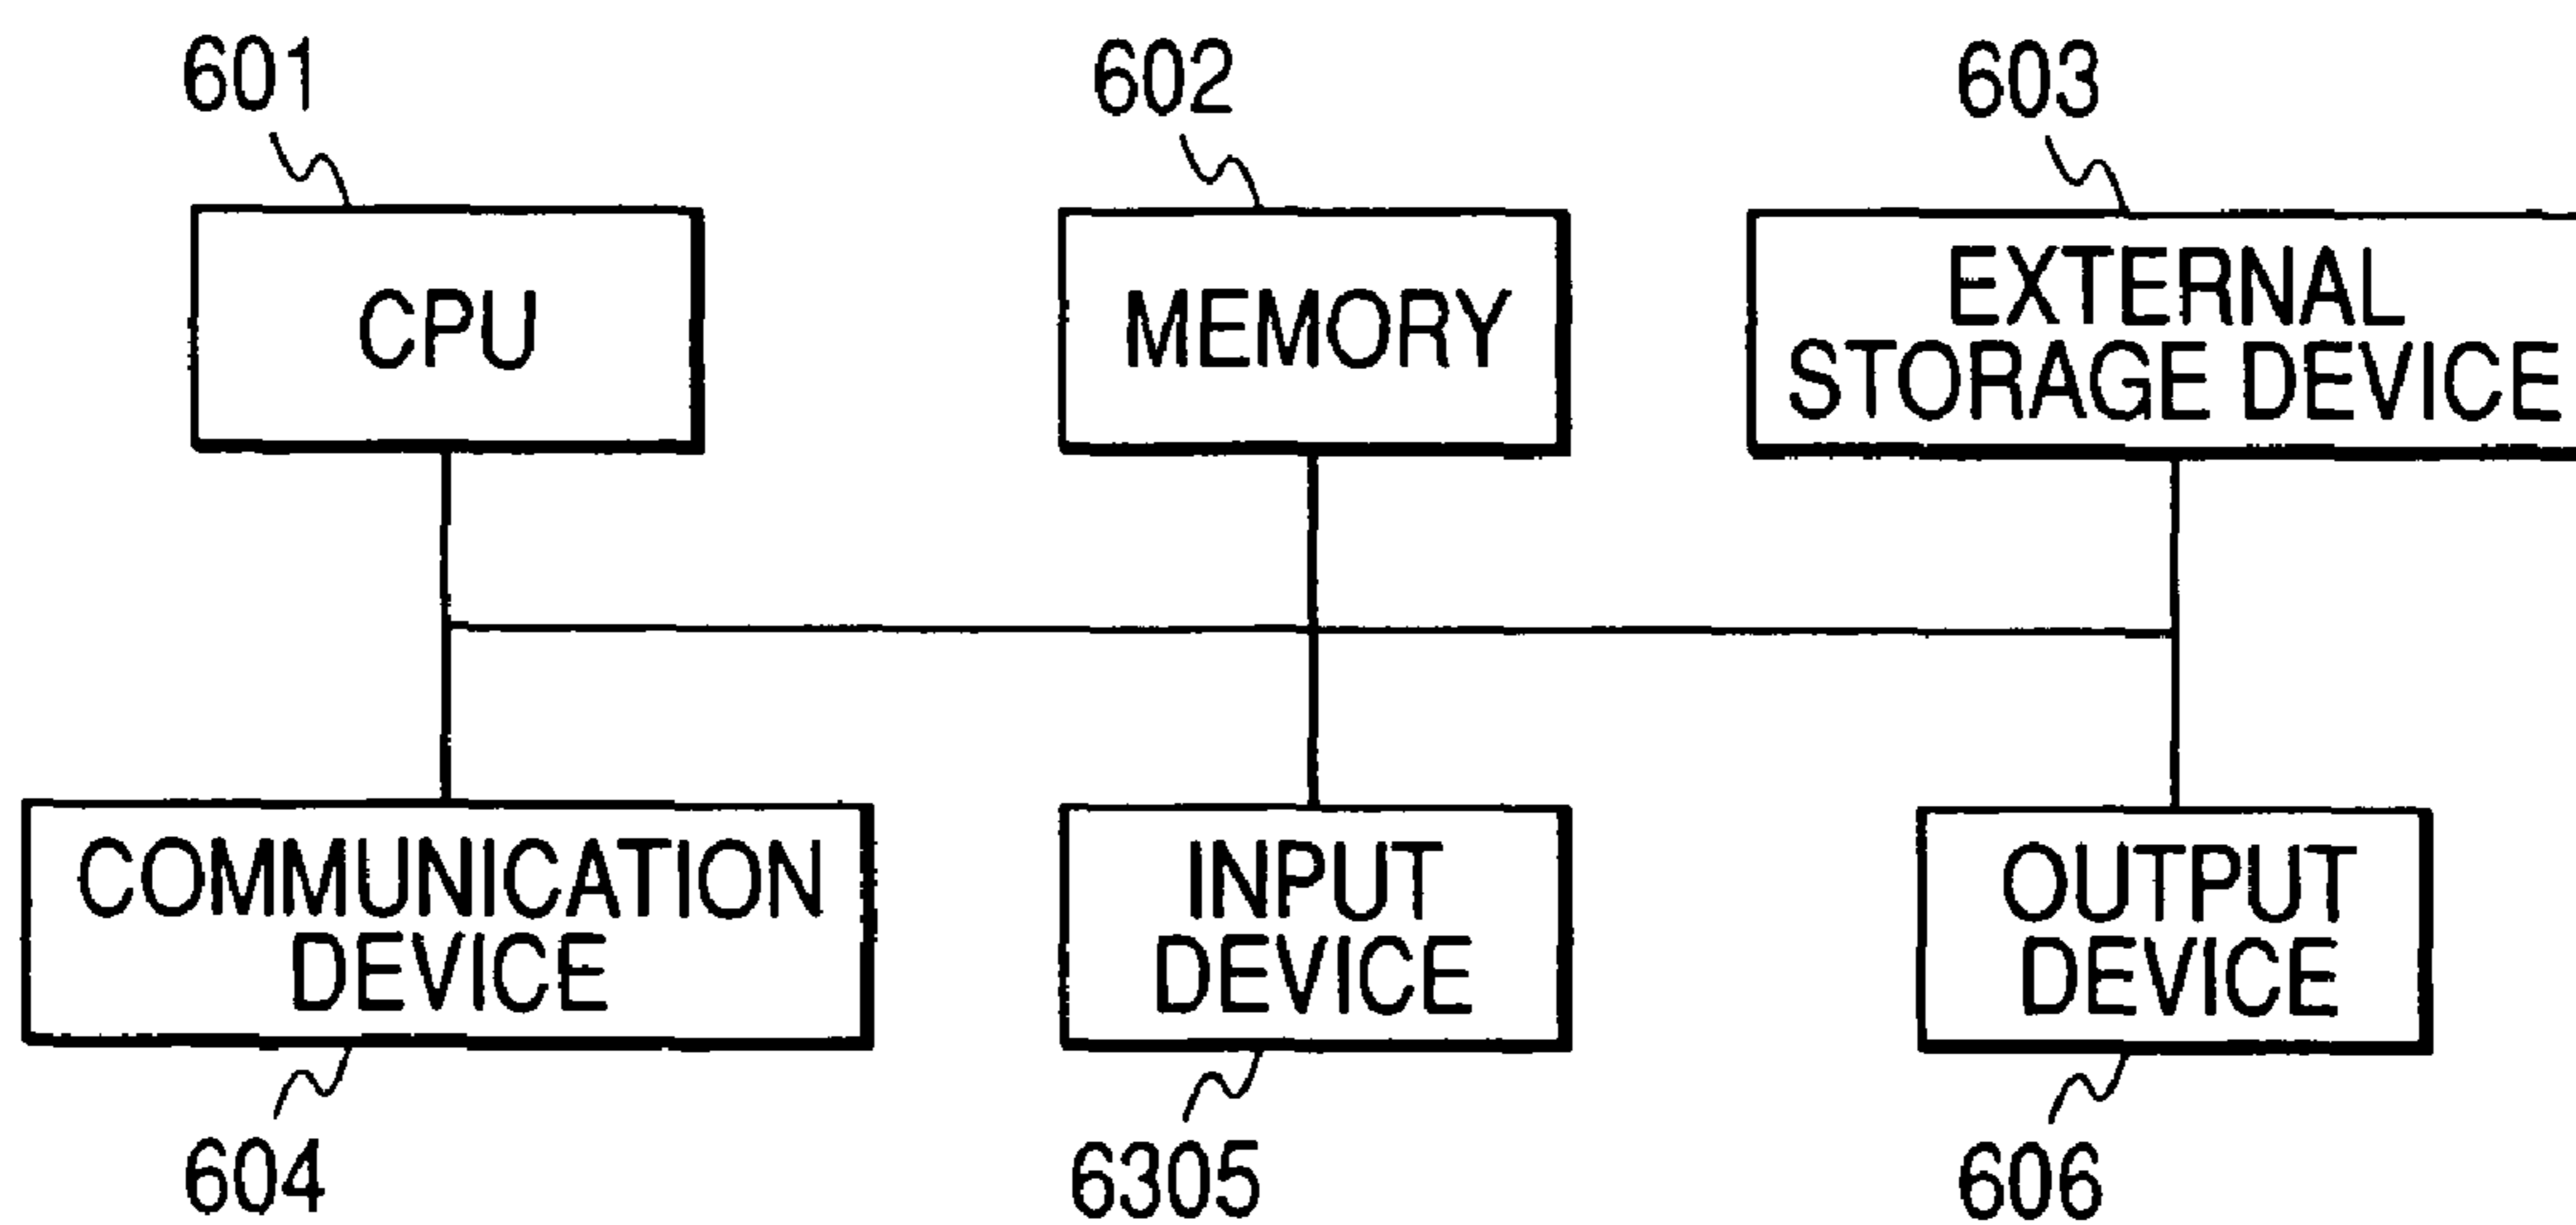 601
602
603
CPU
MEMORY
EXTERNAL
STORAGE DEVICE
COMMUNICATION
DEVICE
INPUT
DEVICE
OUTPUT
DEVICE
604
6305
606